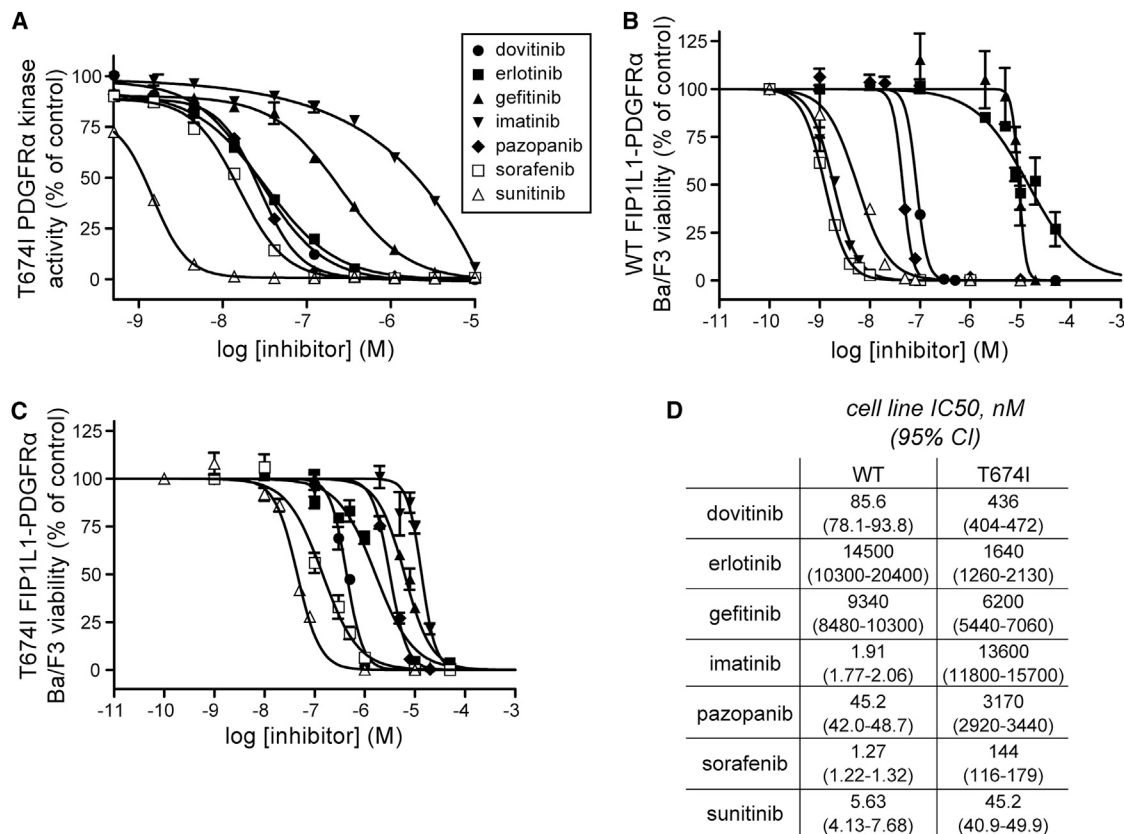 A
T674I PDGFRα kinase
activity (% of control)
100
75
50
25
0
-9
-8
-7
-6
-5
log [inhibitor] (M)
dovitinib
erlotinib
gefitinib
imatinib
pazopanib
sorafenib
sunitinib
B
WT FIP1L1-PDGFRα
Ba/F3 viability (% of control)
125
100
75
50
25
0
-11
-10
-9
-8
-7
-6
-5
-4
-3
log [inhibitor] (M)
C
T674I FIP1L1-PDGFRα
Ba/F3 viability (% of control)
125
100
75
50
25
0
-11
-10
-9
-8
-7
-6
-5
-4
-3
log [inhibitor] (M)
D
cell line IC50, nM
(95% CI)
WT T674I
dovitinib 85.6 436
(78.1-93.8) (404-472)
erlotinib 14500 1640
(10300-20400) (1260-2130)
gefitinib 9340 6200
(8480-10300) (5440-7060)
imatinib 1.91 13600
(1.77-2.06) (11800-15700)
pazopanib 45.2 3170
(42.0-48.7) (2920-3440)
sorafenib 1.27 144
(1.22-1.32) (116-179)
sunitinib 5.63 45.2
(4.13-7.68) (40.9-49.9)